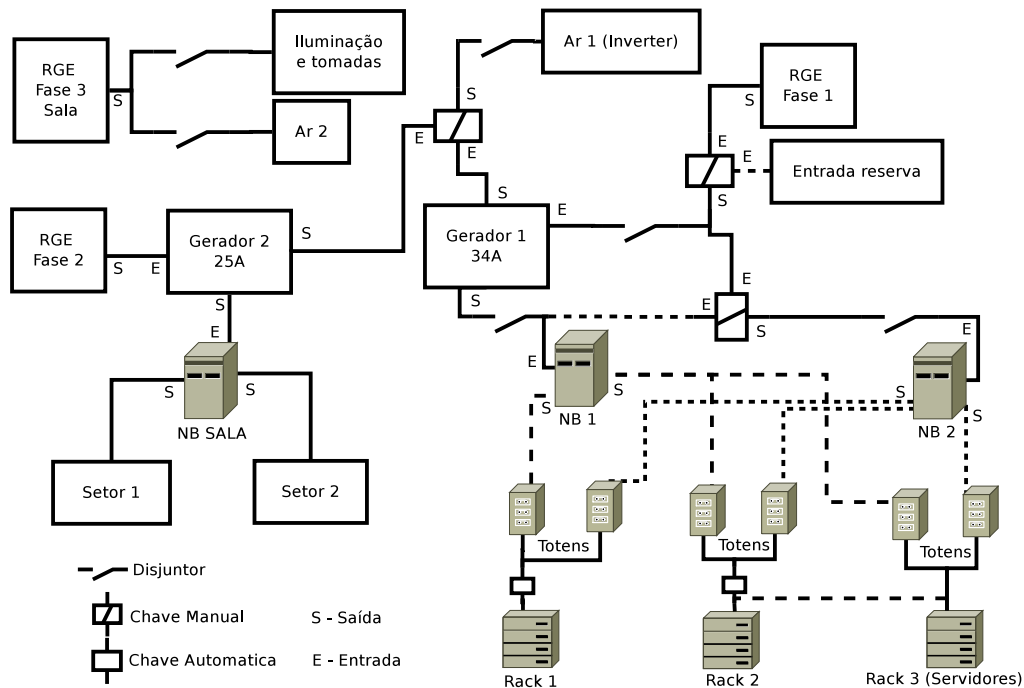 RGE
Fase 3
Sala
S
Iluminação
e tomadas
Ar 2
Ar 1 (Inverter)
S
E
E
RGE
Fase 1
S
E
E
S
Entrada reserva
RGE
Fase 2
S
E
Gerador 2
25A
S
S
E
S
Gerador 1
34A
E
S
E
E
S
E
NB SALA
S
S
Setor 1
Setor 2
E
S
S
NB 1
E
S
S
NB 2
Totens
Totens
Totens
Rack 1
Rack 2
Rack 3 (Servidores)
Disjuntor
Chave Manual
Chave Automatica
S - Saída
E - Entrada